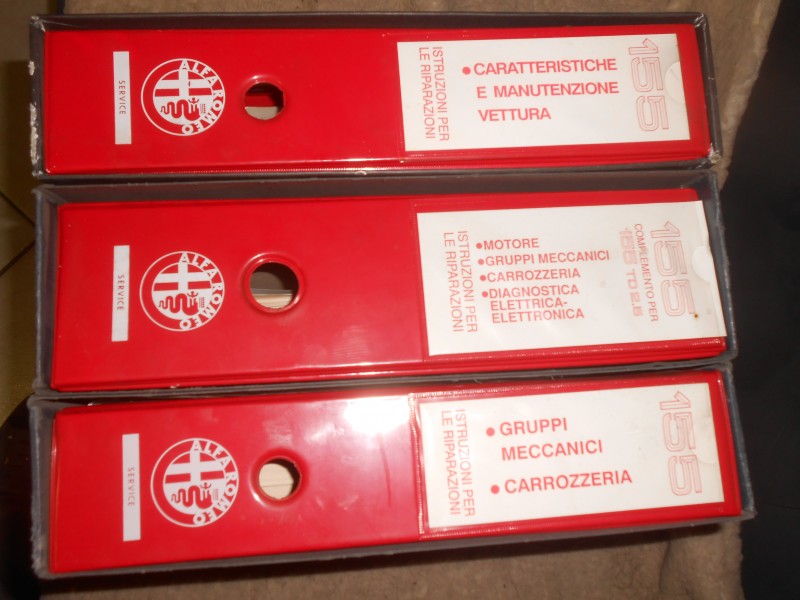 SERVICE
ALFA ROMEO
ISTRUZIONI PER
LE RIPARAZIONI
• CARATTERISTICHE
E MANUTENZIONE
VETTURA
155
SERVICE
ALFA ROMEO
ISTRUZIONI PER
LE RIPARAZIONI
• MOTORE
• GRUPPI MECCANICI
• CARROZZERIA
• DIAGNOSTICA
ELETTRICA-
ELETTRONICA
155
COMPLEMENTO PER
155 TD 2.5
SERVICE
ALFA ROMEO
ISTRUZIONI PER
LE RIPARAZIONI
• GRUPPI
MECCANICI
• CARROZZERIA
155